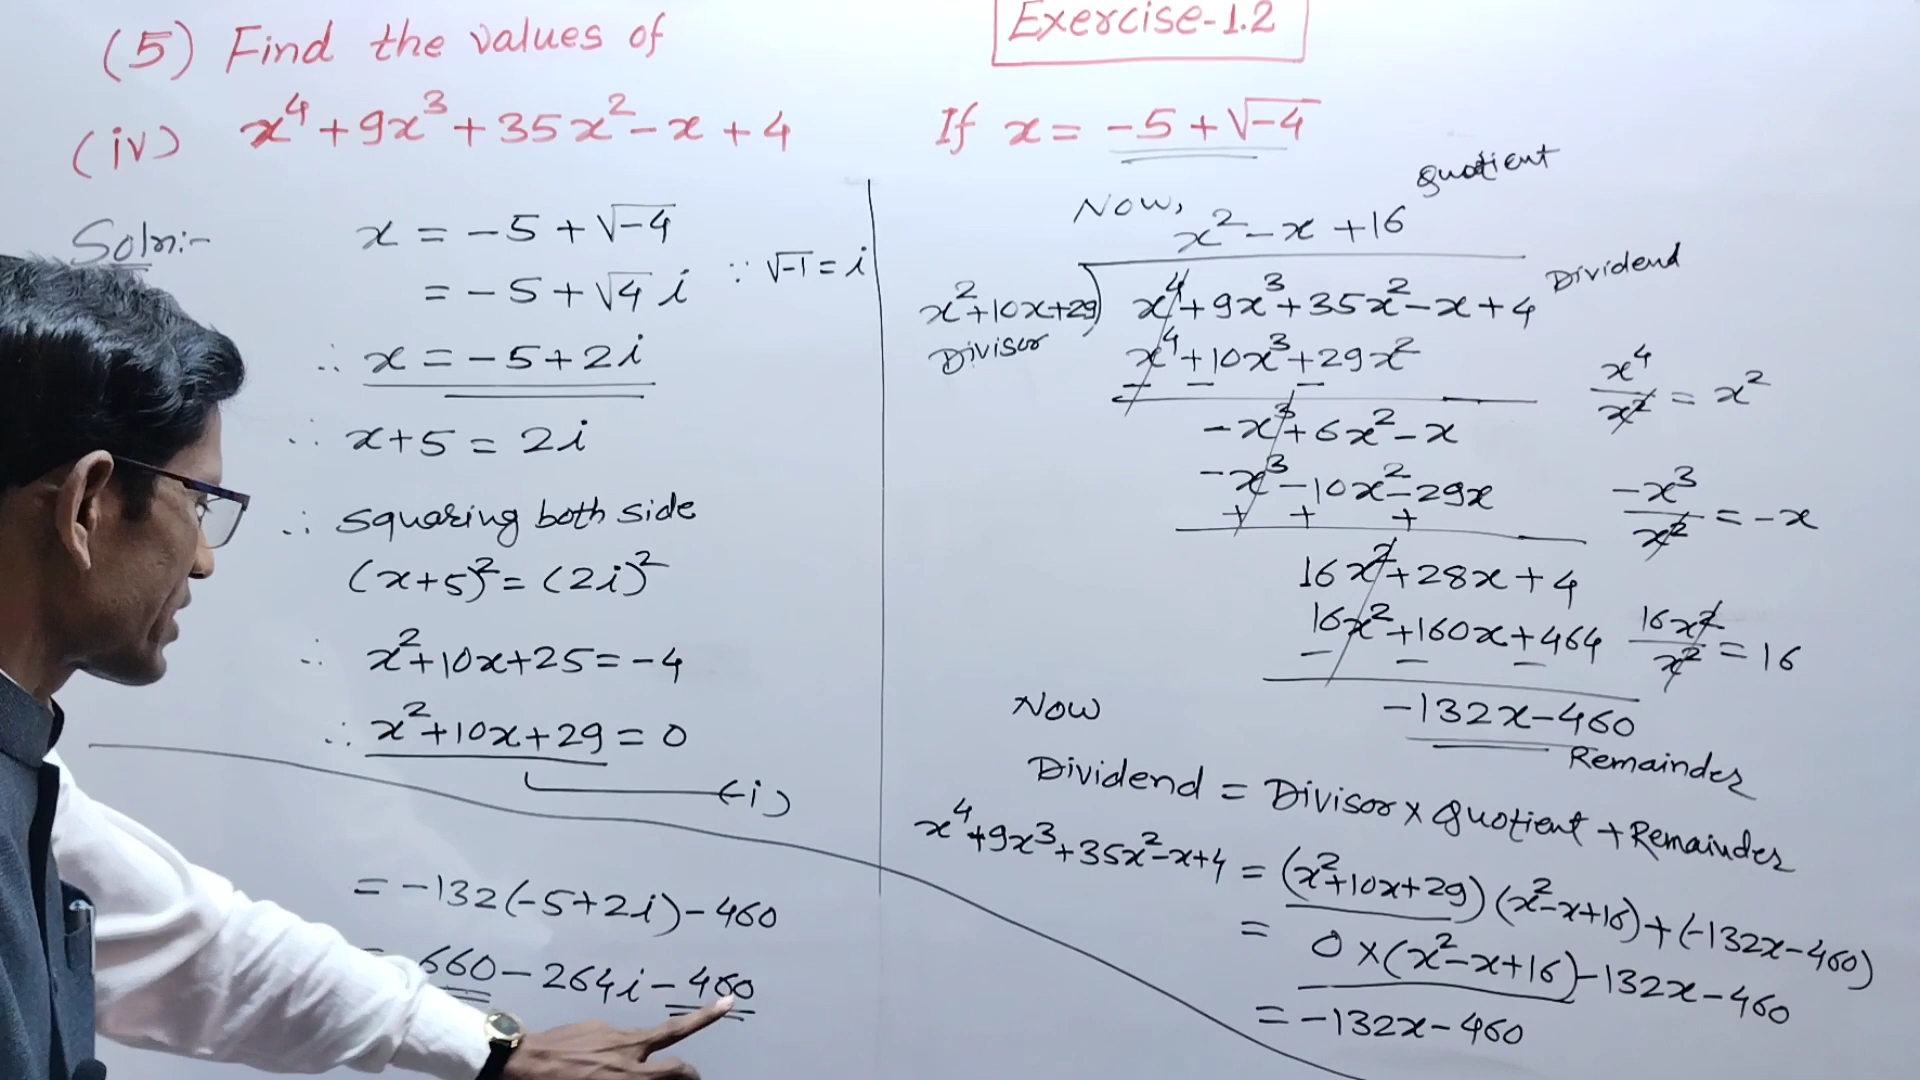 (5) Find the values of
Exercise-1.2
(iv) x⁴+9x³+35x²-x+4 If x = -5+√-4
Soln:-
x = -5+√-4
= -5+√4 i ∵ √-1 = i
∴ x = -5+2i
∴ x+5 = 2i
∴ squaring both side
(x+5)² = (2i)²
∴ x²+10x+25 = -4
∴ x²+10x+29 = 0
(i)
= -132(-5+2i)-460
= 660-264i-460
Now,
Quotient
x²-x+16
x²+10x+29) x⁴+9x³+35x²-x+4 Dividend
Divisor
x⁴+10x³+29x²
- - -
x⁴/x² = x²
-x³+6x²-x
-x³-10x²-29x
+ + +
-x³/x² = -x
16x²+28x+4
16x²+160x+464
- - -
16x²/x² = 16
-132x-460
Remainder
Now
Dividend = Divisor × Quotient + Remainder
x⁴+9x³+35x²-x+4 = (x²+10x+29)(x²-x+16)+(-132x-460)
= 0×(x²-x+16)-132x-460
= -132x-460